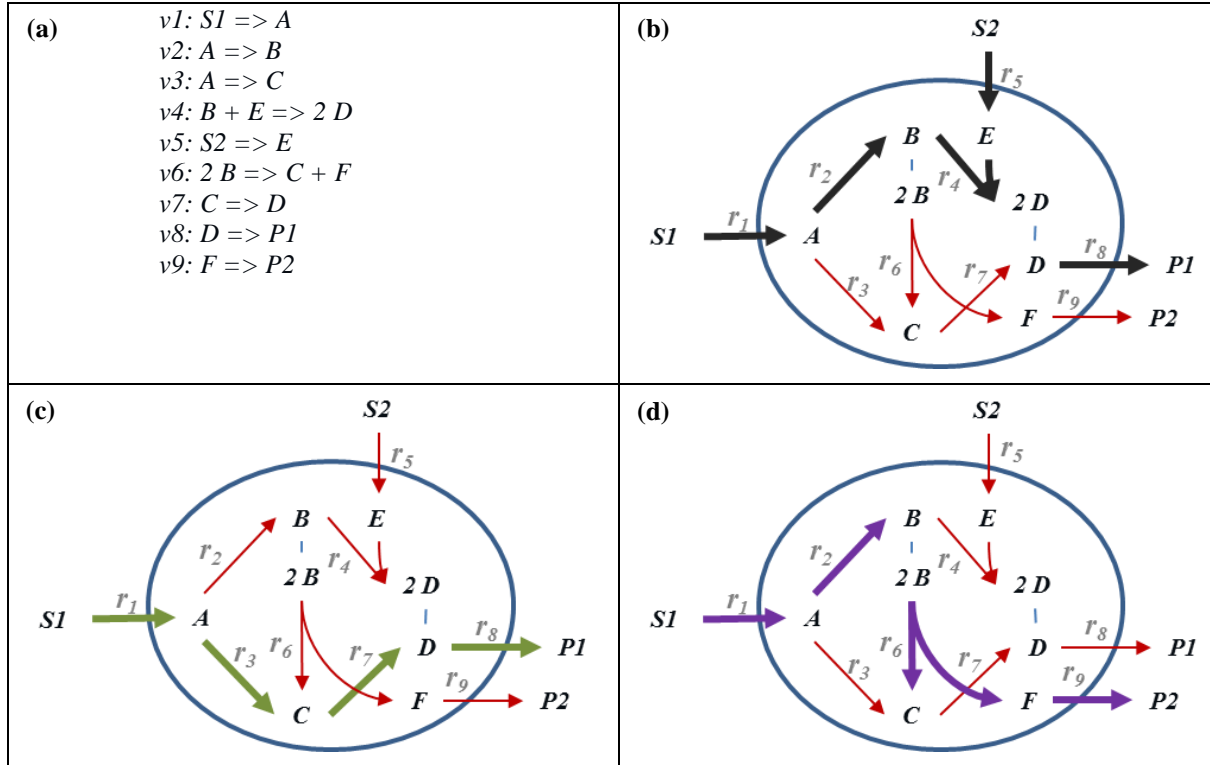 (a)
v1: S1 => A
v2: A => B
v3: A => C
v4: B + E => 2 D
v5: S2 => E
v6: 2 B => C + F
v7: C => D
v8: D => P1
v9: F => P2
(b)
S2
r5
B E
r2 r4
2 B 2 D
S1 r1 A D r8 P1
r6 r7
r3
C F r9 P2
(c)
S2
r5
B E
r2 r4
2 B 2 D
S1 r1 A D r8 P1
r3 r6 r7
C F r9 P2
(d)
S2
r5
B E
r2 r4
2 B 2 D
S1 r1 A D r8 P1
r6 r7
r3
C F r9 P2